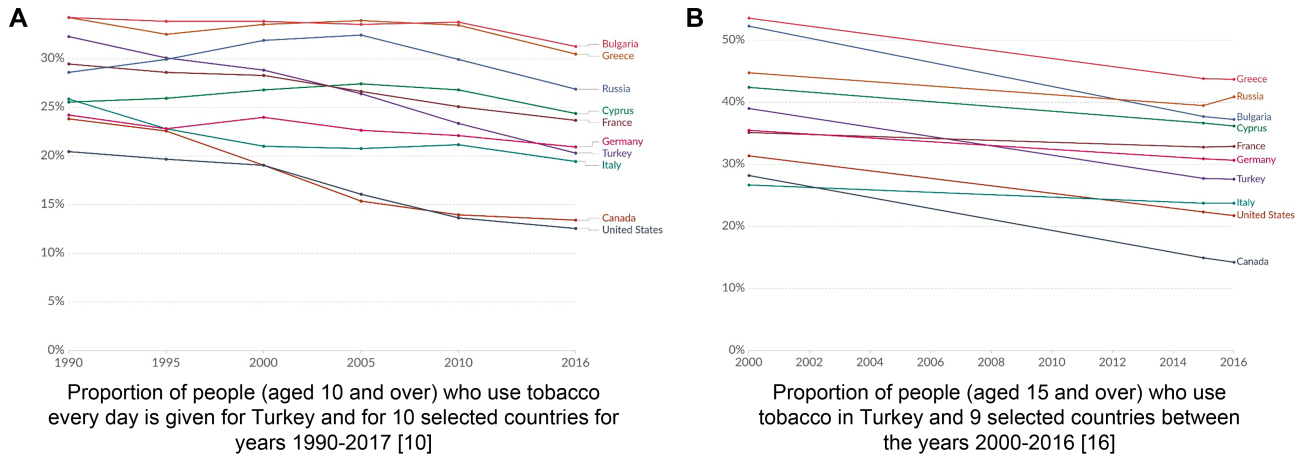 A
30%
25%
20%
15%
10%
5%
0%
1990 1995 2000 2005 2010 2016
Bulgaria
Greece
Russia
Cyprus
France
Germany
Turkey
Italy
Canada
United States
Proportion of people (aged 10 and over) who use tobacco
every day is given for Turkey and for 10 selected countries for
years 1990-2017 [10]
B
50%
40%
30%
20%
10%
0%
2000 2002 2004 2006 2008 2010 2012 2014 2016
Greece
Russia
Bulgaria
Cyprus
France
Germany
Turkey
Italy
United States
Canada
Proportion of people (aged 15 and over) who use
tobacco in Turkey and 9 selected countries between
the years 2000-2016 [16]